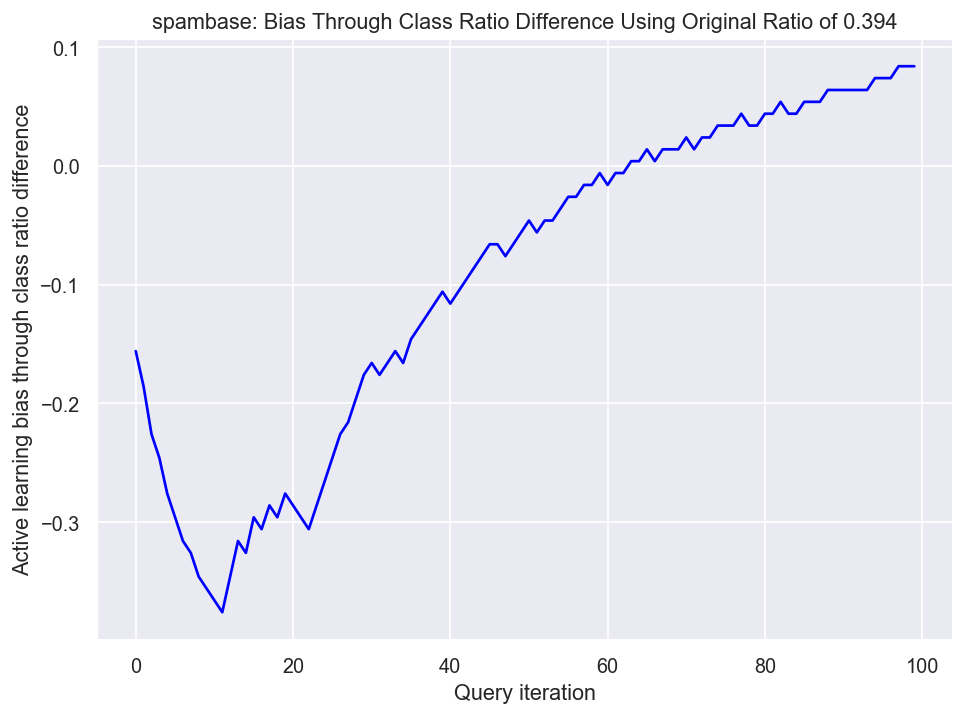 spambase: Bias Through Class Ratio Difference Using Original Ratio of 0.394
Active learning bias through class ratio difference
0.1
0.0
−0.1
−0.2
−0.3
0 20 40 60 80 100
Query iteration